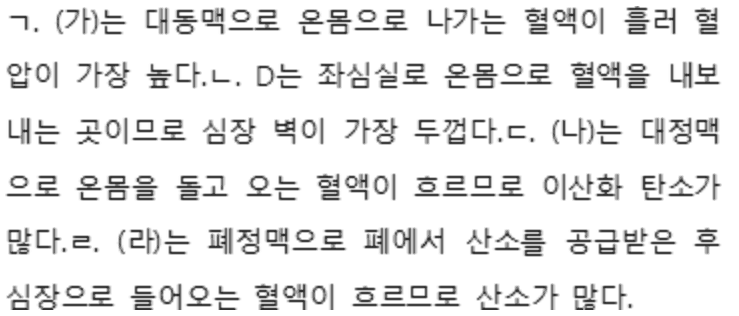 ㄱ. (가)는 대동맥으로 온몸으로 나가는 혈액이 흘러 혈
압이 가장 높다.ㄴ. D는 좌심실로 온몸으로 혈액을 내보
내는 곳이므로 심장 벽이 가장 두껍다.ㄷ. (나)는 대정맥
으로 온몸을 돌고 오는 혈액이 흐르므로 이산화 탄소가
많다.ㄹ. (라)는 폐정맥으로 폐에서 산소를 공급받은 후
심장으로 들어오는 혈액이 흐르므로 산소가 많다.